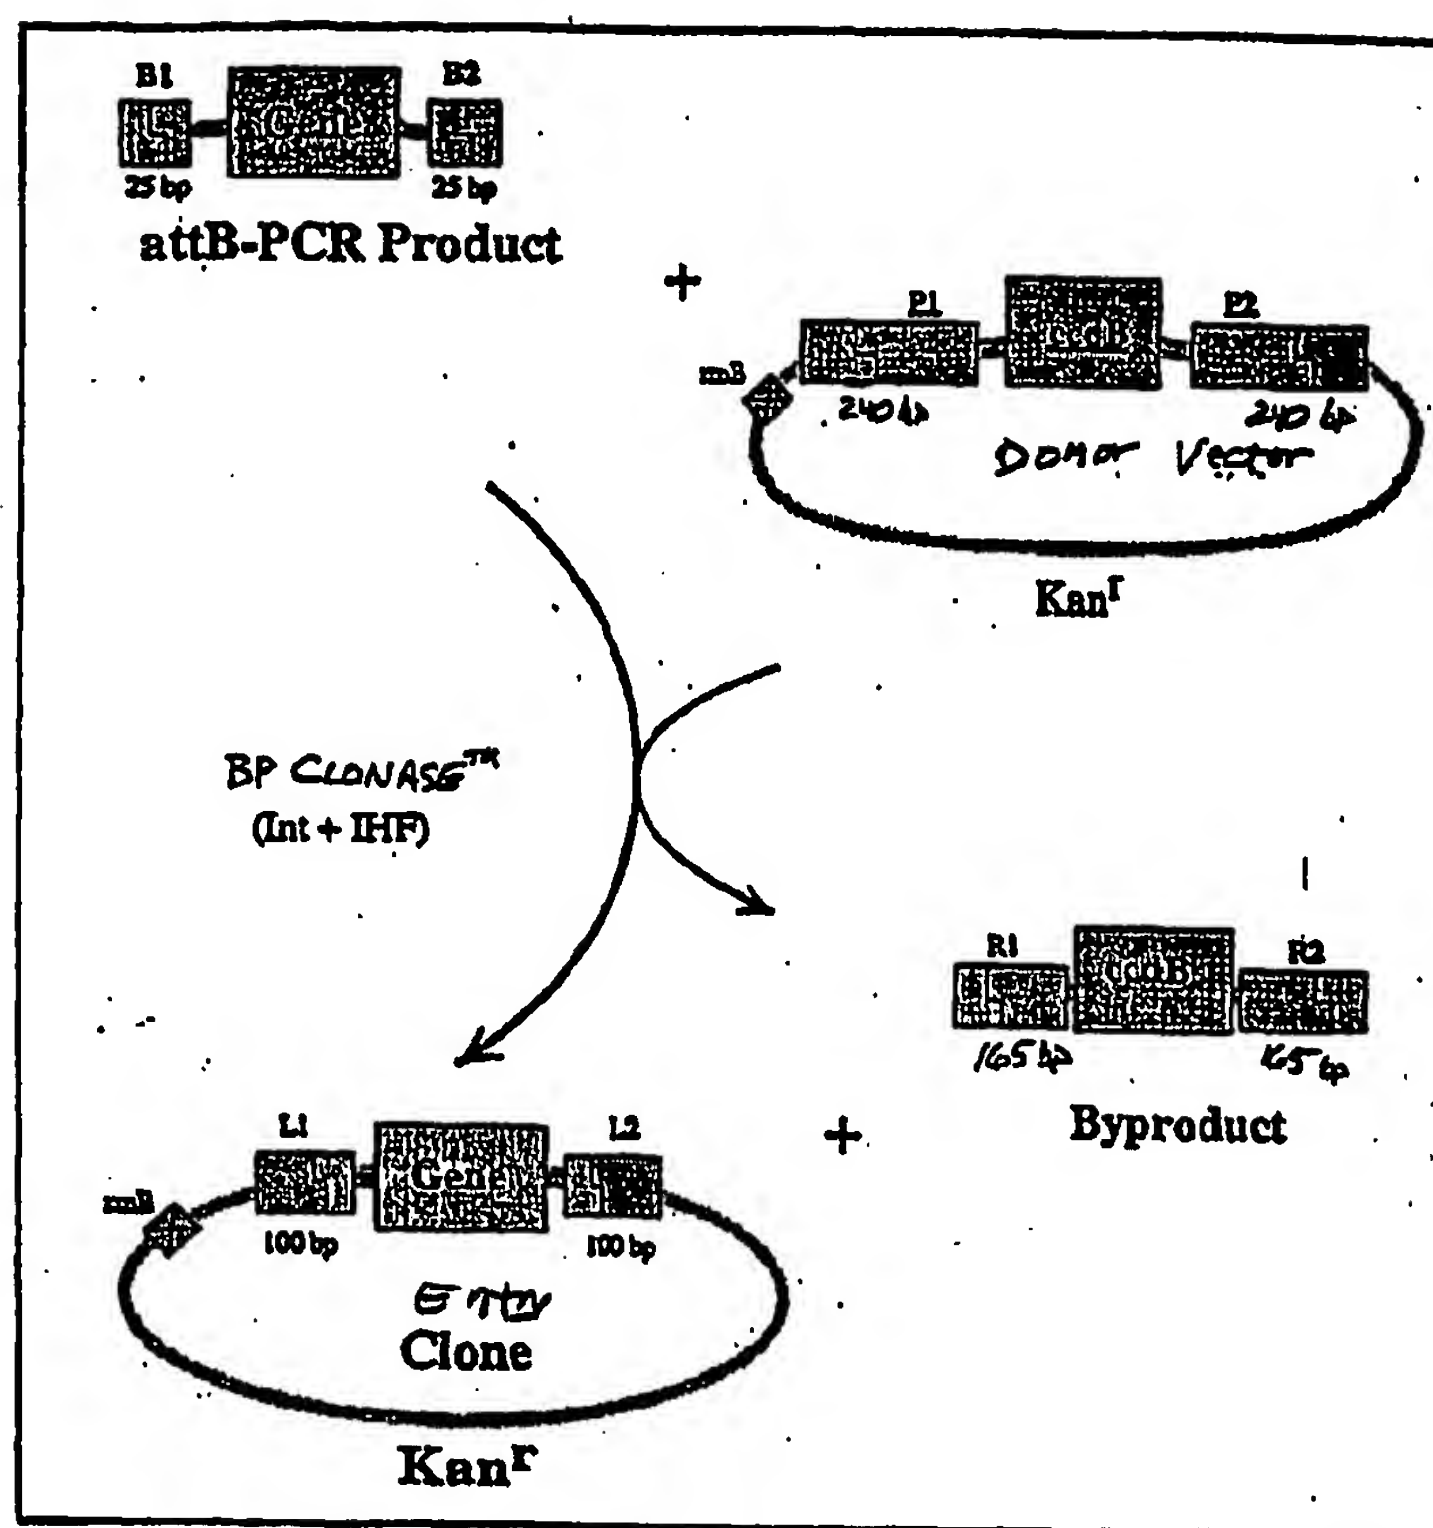 B1 B2
Gene
25 bp 25 bp
attB-PCR Product
+
P1 P2
ccdB
rrnB
240 bp 240 bp
Donor Vector
Kanr
BP CLONASE™
(Int + IHF)
R1 R2
ccdB
165 bp 165 bp
Byproduct
+
L1 L2
Gene
rrnB
100 bp 100 bp
Entry
Clone
Kanr